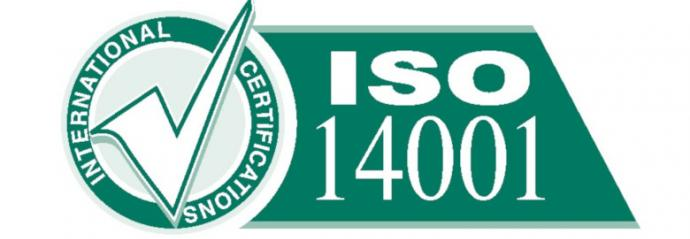 INTERNATIONAL CERTIFICATIONS
ISO
14001